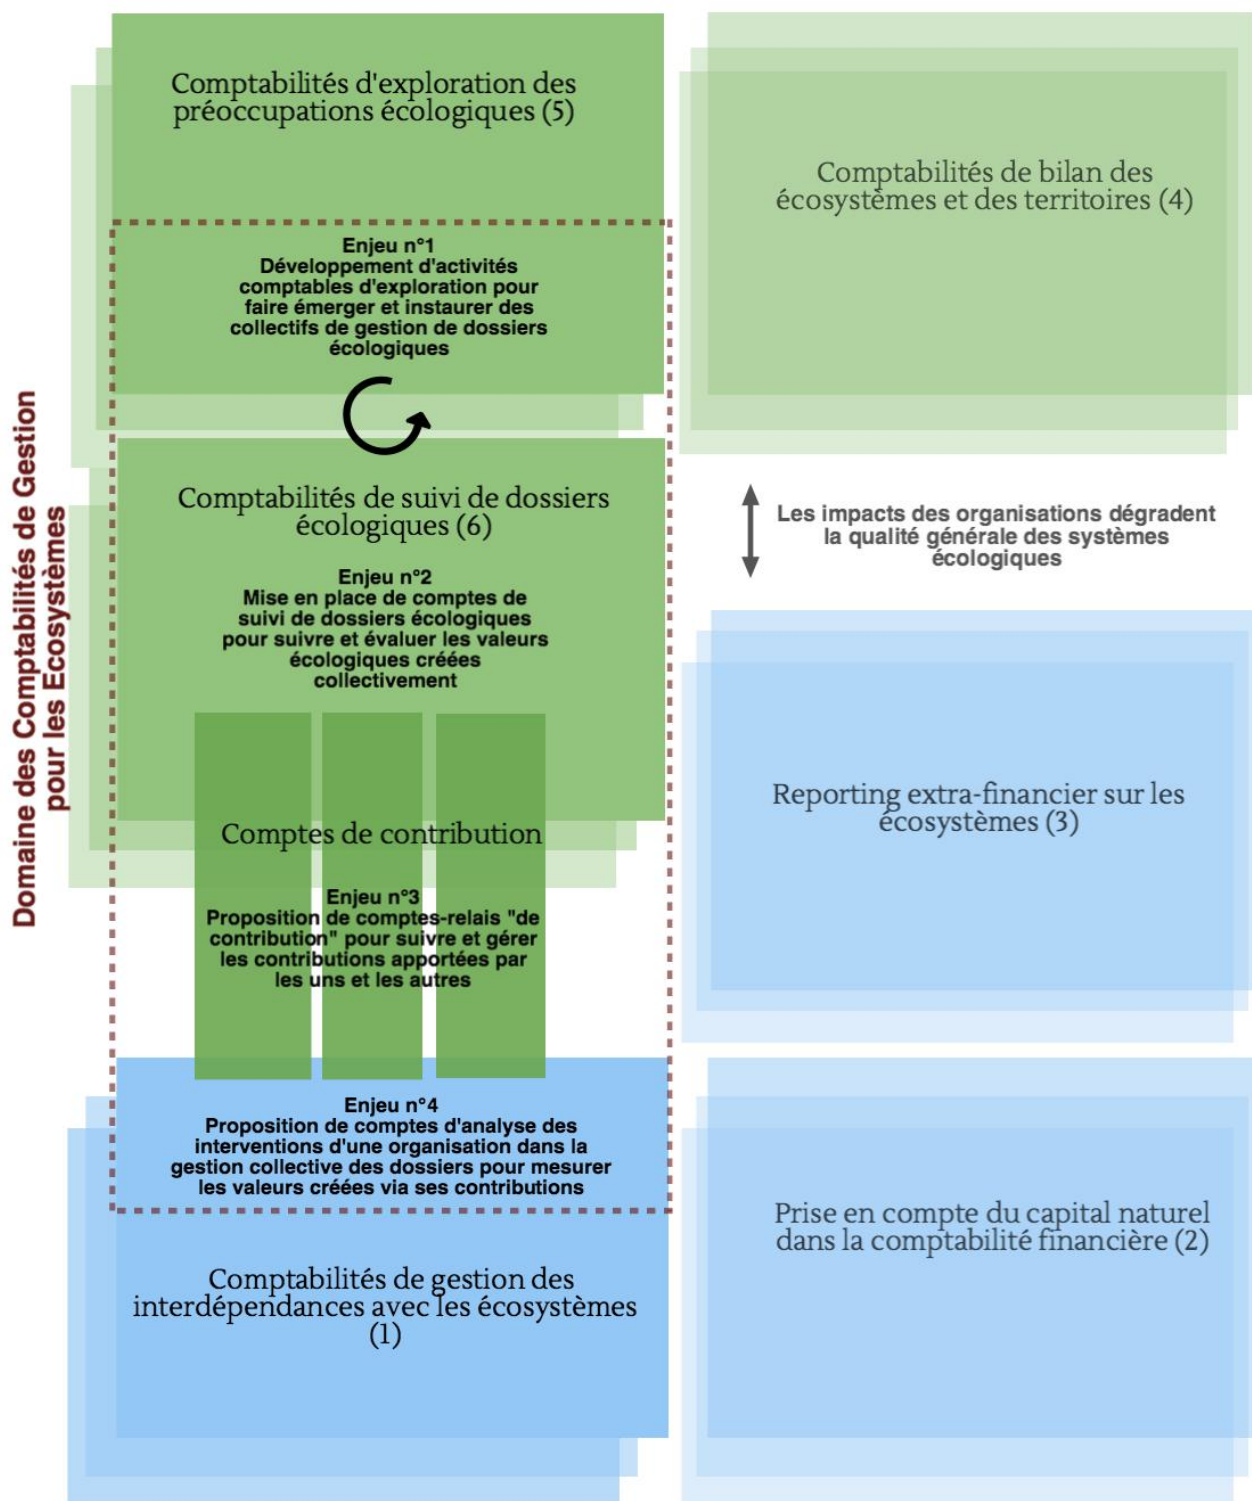 Domaine des Comptabilités de Gestion
pour les Ecosystèmes
Comptabilités d'exploration des
préoccupations écologiques (5)
Enjeu n°1
Développement d'activités
comptables d'exploration pour
faire émerger et instaurer des
collectifs de gestion de dossiers
écologiques
Comptabilités de suivi de dossiers
écologiques (6)
Enjeu n°2
Mise en place de comptes de
suivi de dossiers écologiques
pour suivre et évaluer les valeurs
écologiques créées
collectivement
Comptes de contribution
Enjeu n°3
Proposition de comptes-relais "de
contribution" pour suivre et gérer
les contributions apportées par
les uns et les autres
Enjeu n°4
Proposition de comptes d'analyse des
interventions d'une organisation dans la
gestion collective des dossiers pour mesurer
les valeurs créées via ses contributions
Comptabilités de gestion des
interdépendances avec les écosystèmes
(1)
Comptabilités de bilan des
écosystèmes et des territoires (4)
Les impacts des organisations dégradent
la qualité générale des systèmes
écologiques
Reporting extra-financier sur les
écosystèmes (3)
Prise en compte du capital naturel
dans la comptabilité financière (2)